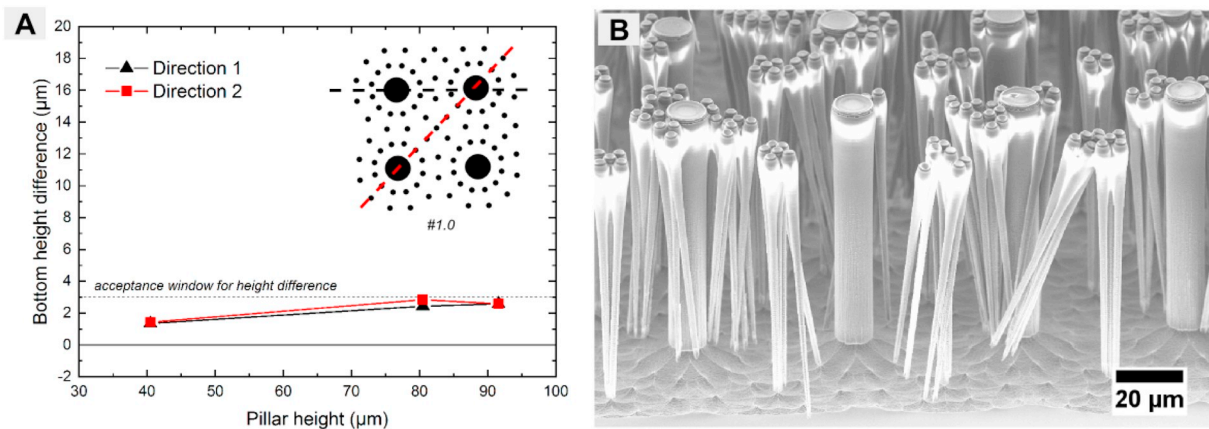 A
Bottom height difference (µm)
20
18
16
14
12
10
8
6
4
2
0
-2
Direction 1
Direction 2
#1.0
acceptance window for height difference
30 40 50 60 70 80 90 100
Pillar height (µm)
B
20 µm